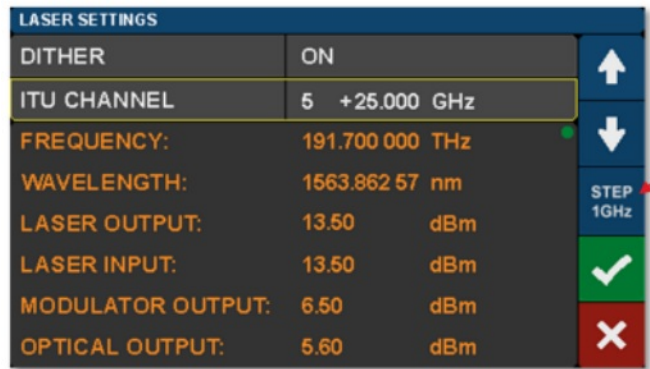 LASER SETTINGS
DITHER ON
ITU CHANNEL 5 +25.000 GHz
FREQUENCY: 191.700 000 THz
WAVELENGTH: 1563.862 57 nm
STEP
1GHz
LASER OUTPUT: 13.50 dBm
LASER INPUT: 13.50 dBm
MODULATOR OUTPUT: 6.50 dBm
OPTICAL OUTPUT: 5.60 dBm